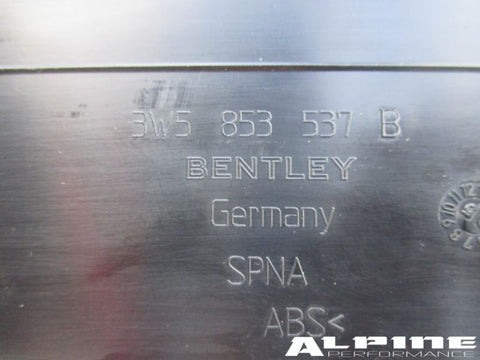 3W5 853 537 B
BENTLEY
Germany
SPNA
ABS<
ALPINE
PERFORMANCE